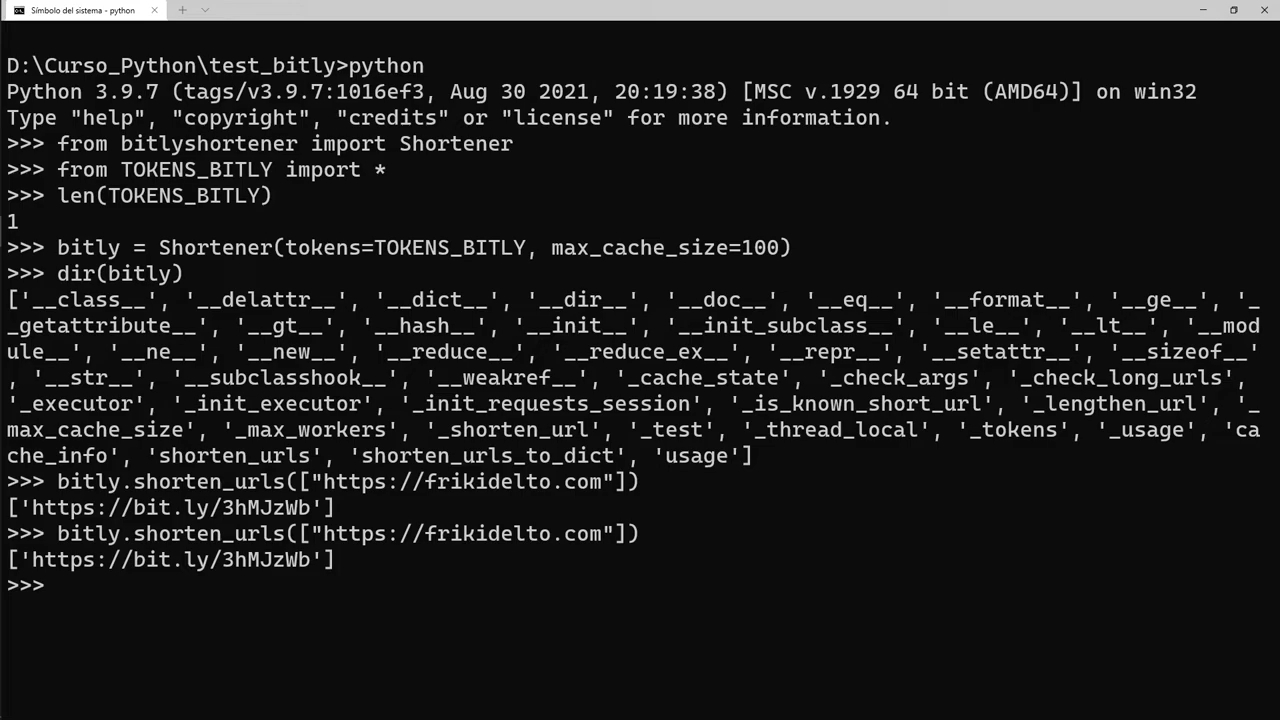 Símbolo del sistema - python
D:\Curso_Python\test_bitly>python
Python 3.9.7 (tags/v3.9.7:1016ef3, Aug 30 2021, 20:19:38) [MSC v.1929 64 bit (AMD64)] on win32
Type "help", "copyright", "credits" or "license" for more information.
>>> from bitlyshortener import Shortener
>>> from TOKENS_BITLY import *
>>> len(TOKENS_BITLY)
1
>>> bitly = Shortener(tokens=TOKENS_BITLY, max_cache_size=100)
>>> dir(bitly)
['__class__', '__delattr__', '__dict__', '__dir__', '__doc__', '__eq__', '__format__', '__ge__', '_
_getattribute__', '__gt__', '__hash__', '__init__', '__init_subclass__', '__le__', '__lt__', '__mod
ule__', '__ne__', '__new__', '__reduce__', '__reduce_ex__', '__repr__', '__setattr__', '__sizeof__'
, '__str__', '__subclasshook__', '__weakref__', '_cache_state', '_check_args', '_check_long_urls',
'_executor', '_init_executor', '_init_requests_session', '_is_known_short_url', '_lengthen_url', '_
max_cache_size', '_max_workers', '_shorten_url', '_test', '_thread_local', '_tokens', '_usage', 'ca
che_info', 'shorten_urls', 'shorten_urls_to_dict', 'usage']
>>> bitly.shorten_urls(["https://frikidelto.com"])
['https://bit.ly/3hMJzWb']
>>> bitly.shorten_urls(["https://frikidelto.com"])
['https://bit.ly/3hMJzWb']
>>>